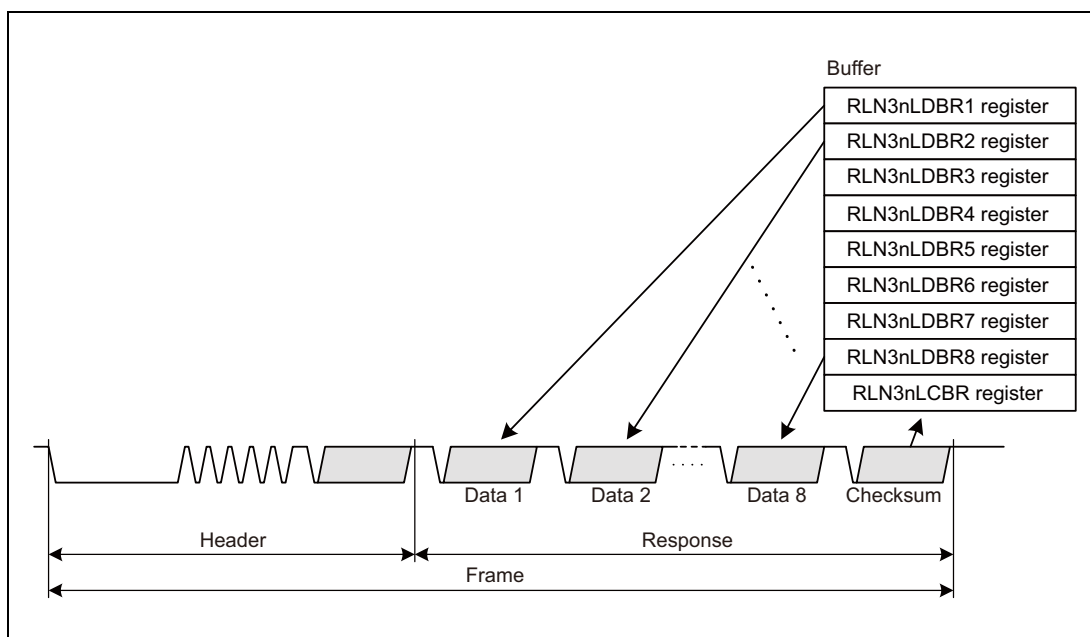 Buffer
RLN3nLDBR1 register
RLN3nLDBR2 register
RLN3nLDBR3 register
RLN3nLDBR4 register
RLN3nLDBR5 register
RLN3nLDBR6 register
RLN3nLDBR7 register
RLN3nLDBR8 register
RLN3nLCBR register
Data 1 Data 2 Data 8 Checksum
Header Response
Frame